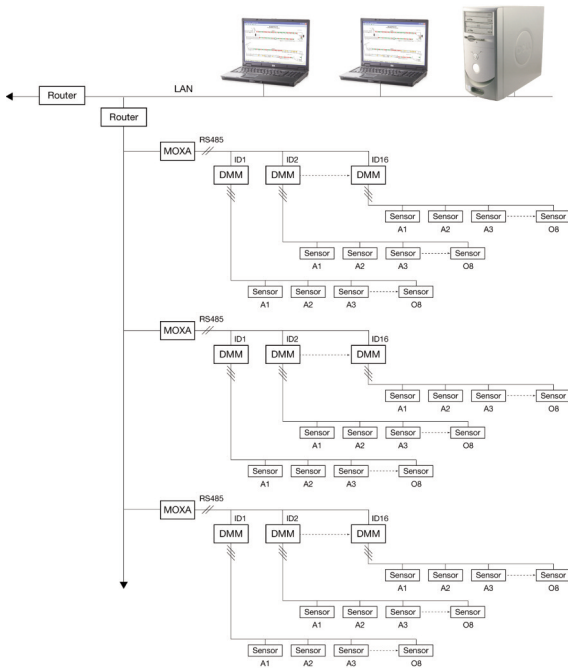 LAN
Router
Router
RS485
MOXA
ID1 ID2 ID16
DMM DMM DMM
Sensor Sensor Sensor Sensor
A1 A2 A3 O8
Sensor Sensor Sensor Sensor
A1 A2 A3 O8
Sensor Sensor Sensor Sensor
A1 A2 A3 O8
RS485
MOXA
ID1 ID2 ID16
DMM DMM DMM
Sensor Sensor Sensor Sensor
A1 A2 A3 O8
Sensor Sensor Sensor Sensor
A1 A2 A3 O8
Sensor Sensor Sensor Sensor
A1 A2 A3 O8
RS485
MOXA
ID1 ID2 ID16
DMM DMM DMM
Sensor Sensor Sensor Sensor
A1 A2 A3 O8
Sensor Sensor Sensor Sensor
A1 A2 A3 O8
Sensor Sensor Sensor Sensor
A1 A2 A3 O8